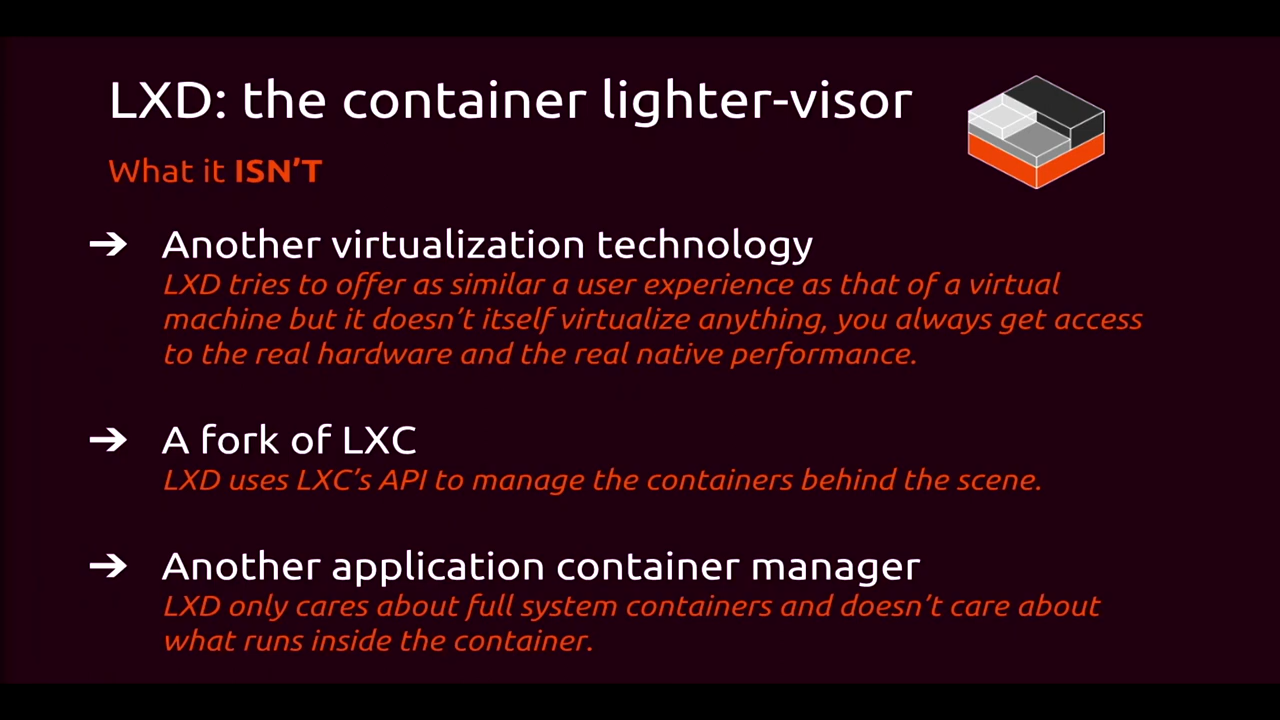 LXD: the container lighter-visor
What it ISN'T
➔ Another virtualization technology
LXD tries to offer as similar a user experience as that of a virtual
machine but it doesn't itself virtualize anything, you always get access
to the real hardware and the real native performance.
➔ A fork of LXC
LXD uses LXC's API to manage the containers behind the scene.
➔ Another application container manager
LXD only cares about full system containers and doesn't care about
what runs inside the container.